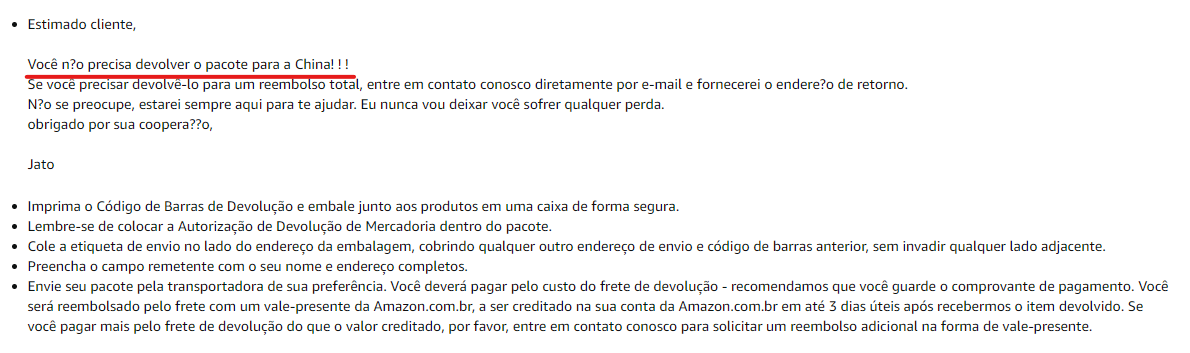 Estimado cliente,
Você n?o precisa devolver o pacote para a China! ! !
Se você precisar devolvê-lo para um reembolso total, entre em contato conosco diretamente por e-mail e fornecerei o endere?o de retorno.
N?o se preocupe, estarei sempre aqui para te ajudar. Eu nunca vou deixar você sofrer qualquer perda.
obrigado por sua coopera??o,
Jato
Imprima o Código de Barras de Devolução e embale junto aos produtos em uma caixa de forma segura.
Lembre-se de colocar a Autorização de Devolução de Mercadoria dentro do pacote.
Cole a etiqueta de envio no lado do endereço da embalagem, cobrindo qualquer outro endereço de envio e código de barras anterior, sem invadir qualquer lado adjacente.
Preencha o campo remetente com o seu nome e endereço completos.
Envie seu pacote pela transportadora de sua preferência. Você deverá pagar pelo custo do frete de devolução - recomendamos que você guarde o comprovante de pagamento. Você
será reembolsado pelo frete com um vale-presente da Amazon.com.br, a ser creditado na sua conta da Amazon.com.br em até 3 dias úteis após recebermos o item devolvido. Se
você pagar mais pelo frete de devolução do que o valor creditado, por favor, entre em contato conosco para solicitar um reembolso adicional na forma de vale-presente.